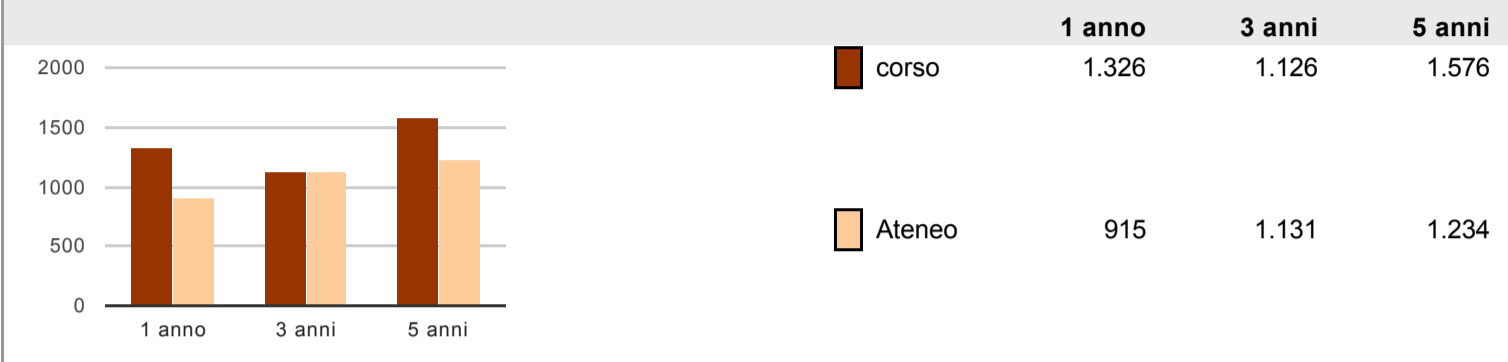 1 anno 3 anni 5 anni
2000
1500
1000
500
0
1 anno 3 anni 5 anni
corso 1.326 1.126 1.576
Ateneo 915 1.131 1.234